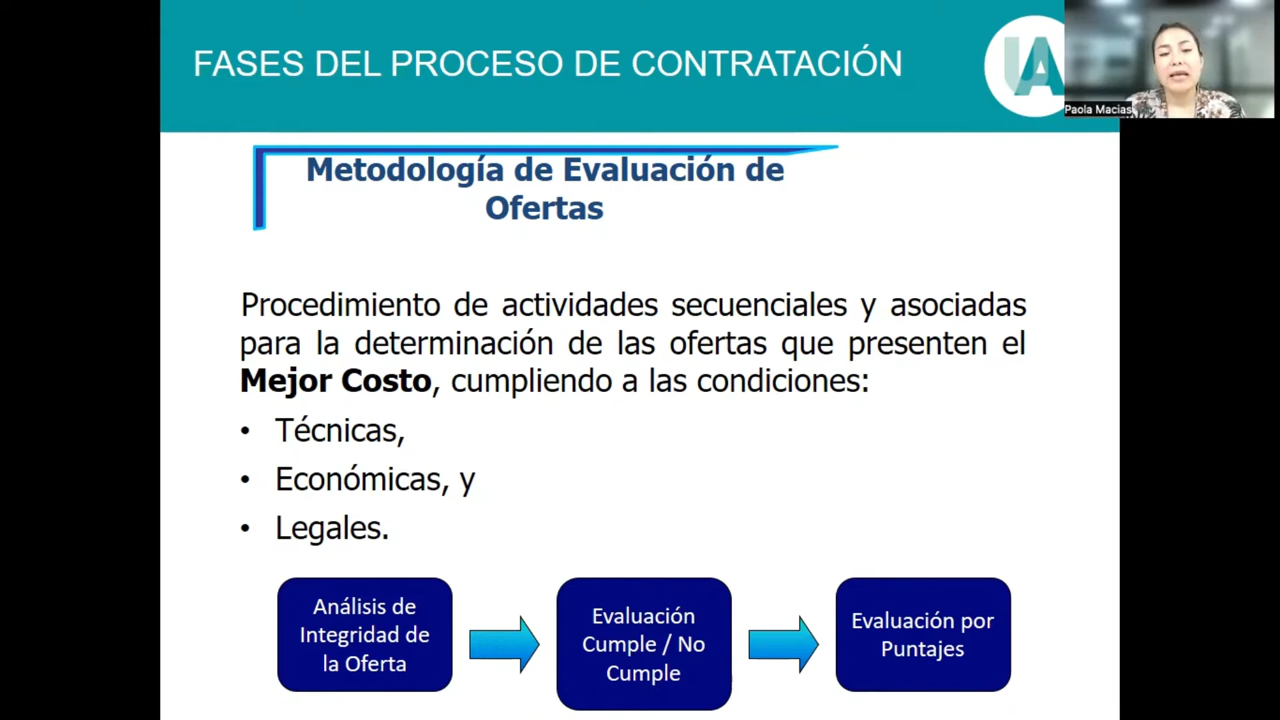 FASES DEL PROCESO DE CONTRATACIÓN
UA
Paola Macias
Metodología de Evaluación de
Ofertas
Procedimiento de actividades secuenciales y asociadas
para la determinación de las ofertas que presenten el
Mejor Costo, cumpliendo a las condiciones:
• Técnicas,
• Económicas, y
• Legales.
Análisis de
Integridad de
la Oferta
Evaluación
Cumple / No
Cumple
Evaluación por
Puntajes